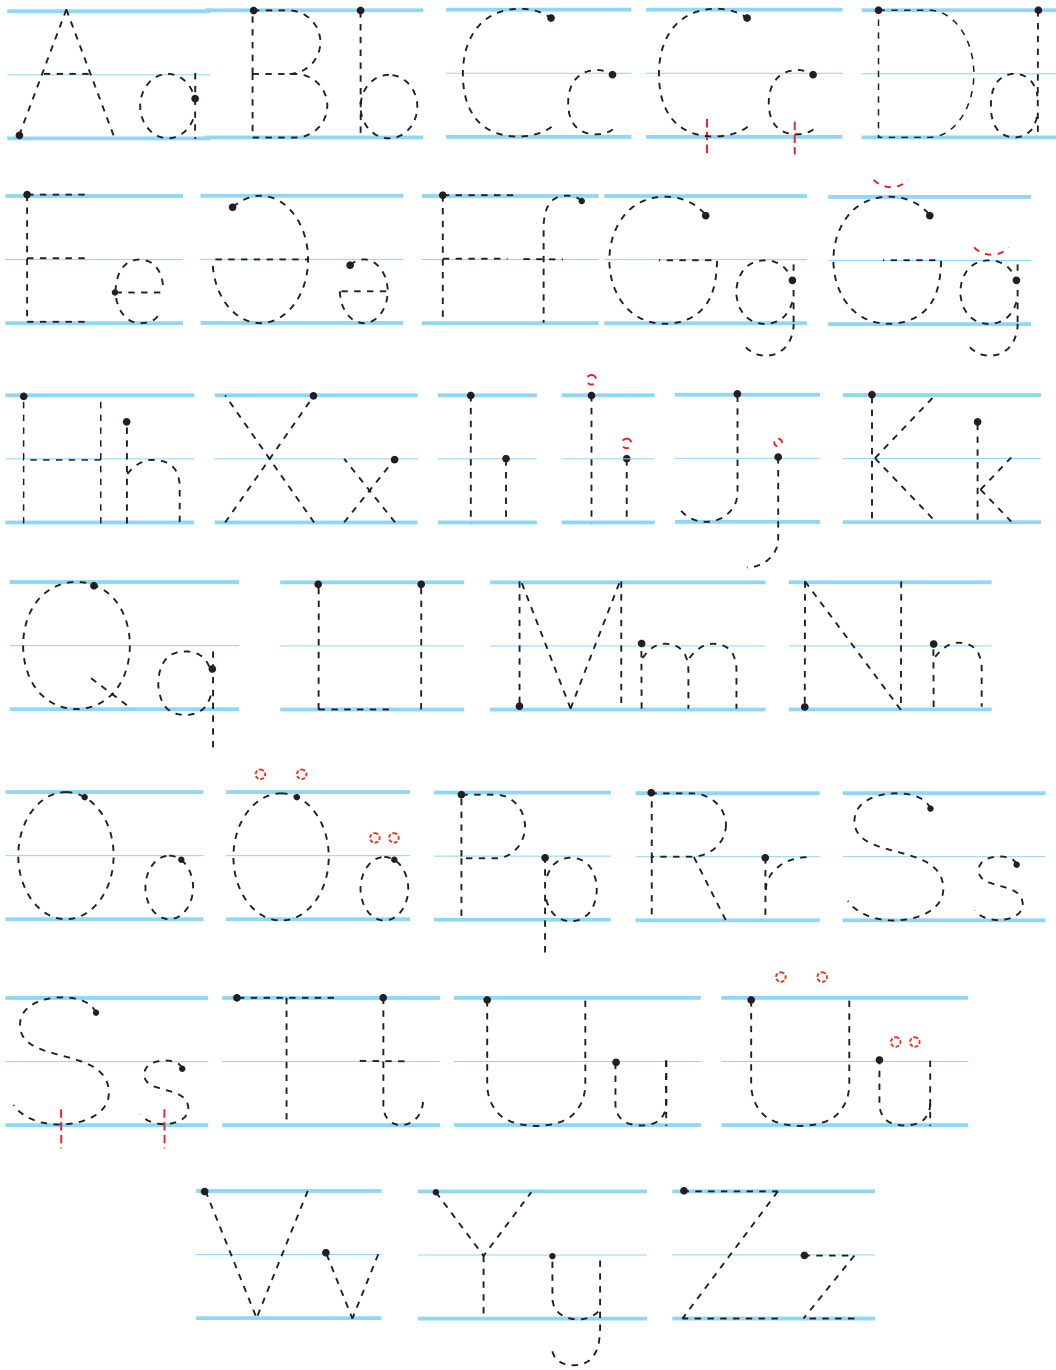 Aa Bb Cc Çç Dd
Ee Əə Ff Gg Ğğ
Hh Xx Iı İi Jj Kk
Qq Ll Mm Nn
Oo Öö Pp Rr Ss
Şş Tt Uu Üü
Vv Yy Zz